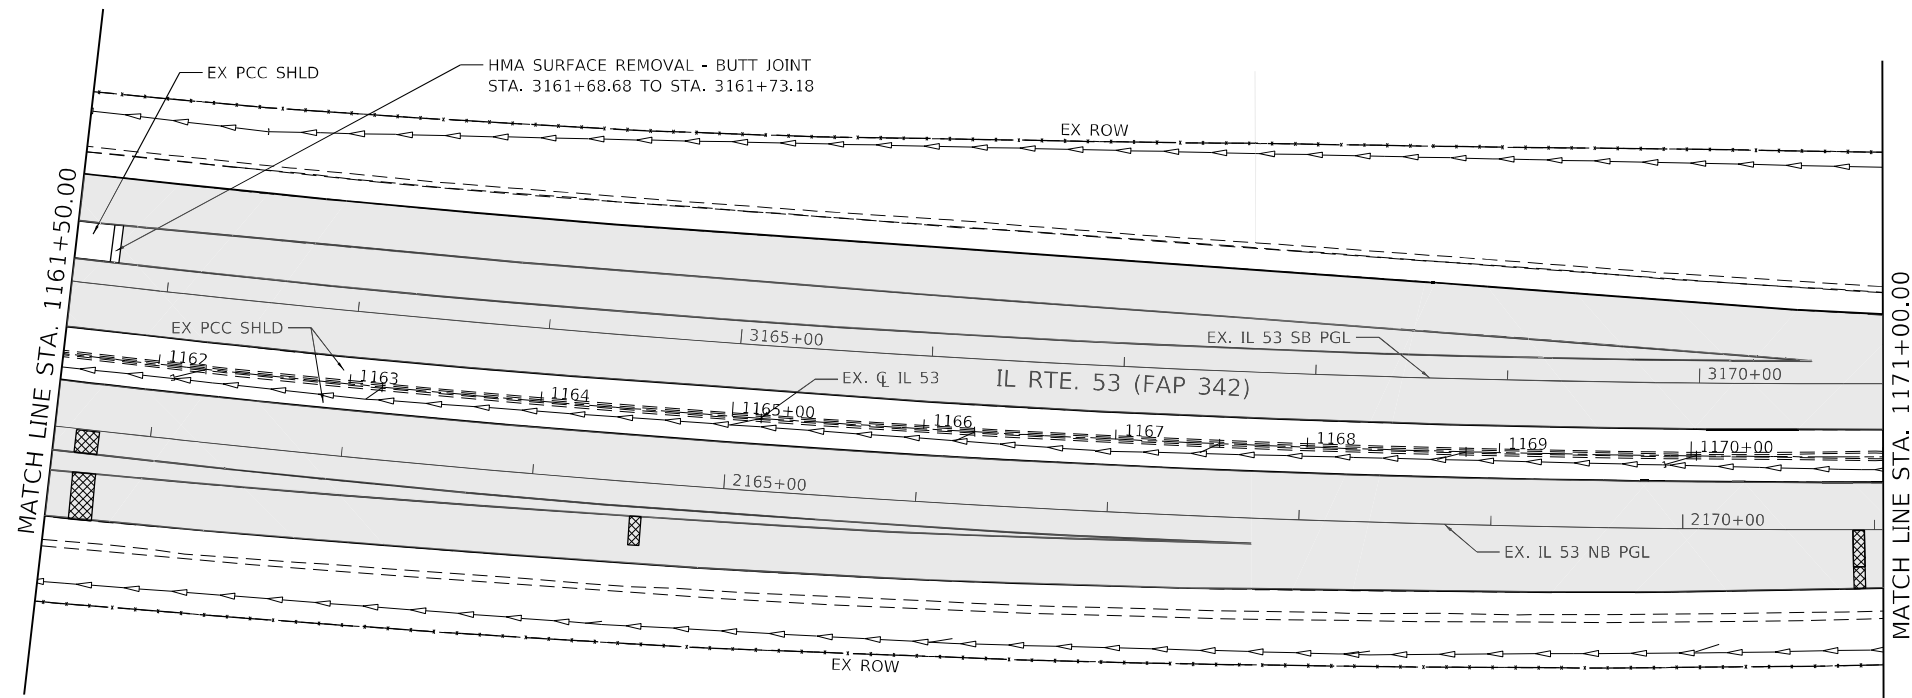 EX PCC SHLD
HMA SURFACE REMOVAL - BUTT JOINT
STA. 3161+68.68 TO STA. 3161+73.18
EX ROW
MATCH LINE STA. 1161+50.00
EX PCC SHLD
3165+00
EX. IL 53 SB PGL
3170+00
1162
1163
1164
1165+00
EX. ℄ IL 53
IL RTE. 53 (FAP 342)
1166
1167
1168
1169
1170+00
2165+00
2170+00
EX. IL 53 NB PGL
EX ROW
MATCH LINE STA. 1171+00.00